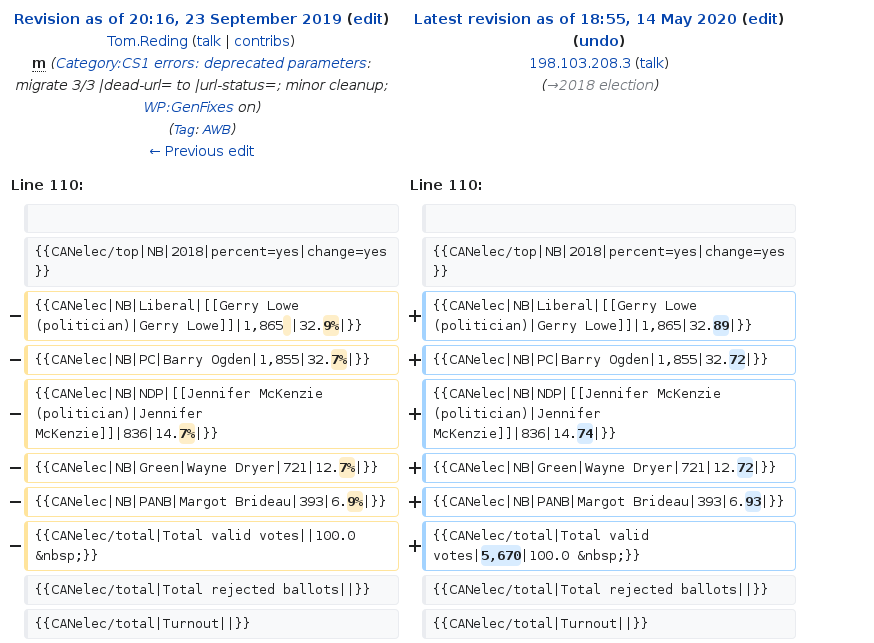 Revision as of 20:16, 23 September 2019 (edit)
Tom.Reding (talk | contribs)
m (Category:CS1 errors: deprecated parameters:
migrate 3/3 |dead-url= to |url-status=; minor cleanup;
WP:GenFixes on)
(Tag: AWB)
← Previous edit
Latest revision as of 18:55, 14 May 2020 (edit)
(undo)
198.103.208.3 (talk)
(→2018 election)
Line 110:
Line 110:
{{CANelec/top|NB|2018|percent=yes|change=yes
}}
{{CANelec/top|NB|2018|percent=yes|change=yes
}}
− {{CANelec|NB|Liberal|[[Gerry Lowe
(politician)|Gerry Lowe]]|1,865 |32.9%|}}
+ {{CANelec|NB|Liberal|[[Gerry Lowe
(politician)|Gerry Lowe]]|1,865|32.89|}}
− {{CANelec|NB|PC|Barry Ogden|1,855|32.7%|}}
+ {{CANelec|NB|PC|Barry Ogden|1,855|32.72|}}
− {{CANelec|NB|NDP|[[Jennifer McKenzie
(politician)|Jennifer
McKenzie]]|836|14.7%|}}
+ {{CANelec|NB|NDP|[[Jennifer McKenzie
(politician)|Jennifer
McKenzie]]|836|14.74|}}
− {{CANelec|NB|Green|Wayne Dryer|721|12.7%|}}
+ {{CANelec|NB|Green|Wayne Dryer|721|12.72|}}
− {{CANelec|NB|PANB|Margot Brideau|393|6.9%|}}
+ {{CANelec|NB|PANB|Margot Brideau|393|6.93|}}
− {{CANelec/total|Total valid votes||100.0
&nbsp;}}
+ {{CANelec/total|Total valid
votes|5,670|100.0 &nbsp;}}
{{CANelec/total|Total rejected ballots||}}
{{CANelec/total|Total rejected ballots||}}
{{CANelec/total|Turnout||}}
{{CANelec/total|Turnout||}}